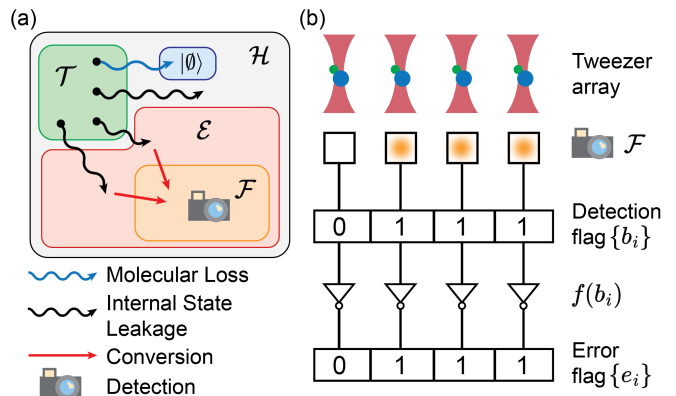 (a)
𝒯
|∅⟩
ℋ
ℰ
ℱ
Molecular Loss
Internal State
Leakage
Conversion
Detection
(b)
Tweezer
array
ℱ
0 1 1 1
Detection
flag {b_i}
f(b_i)
0 1 1 1
Error
flag {e_i}